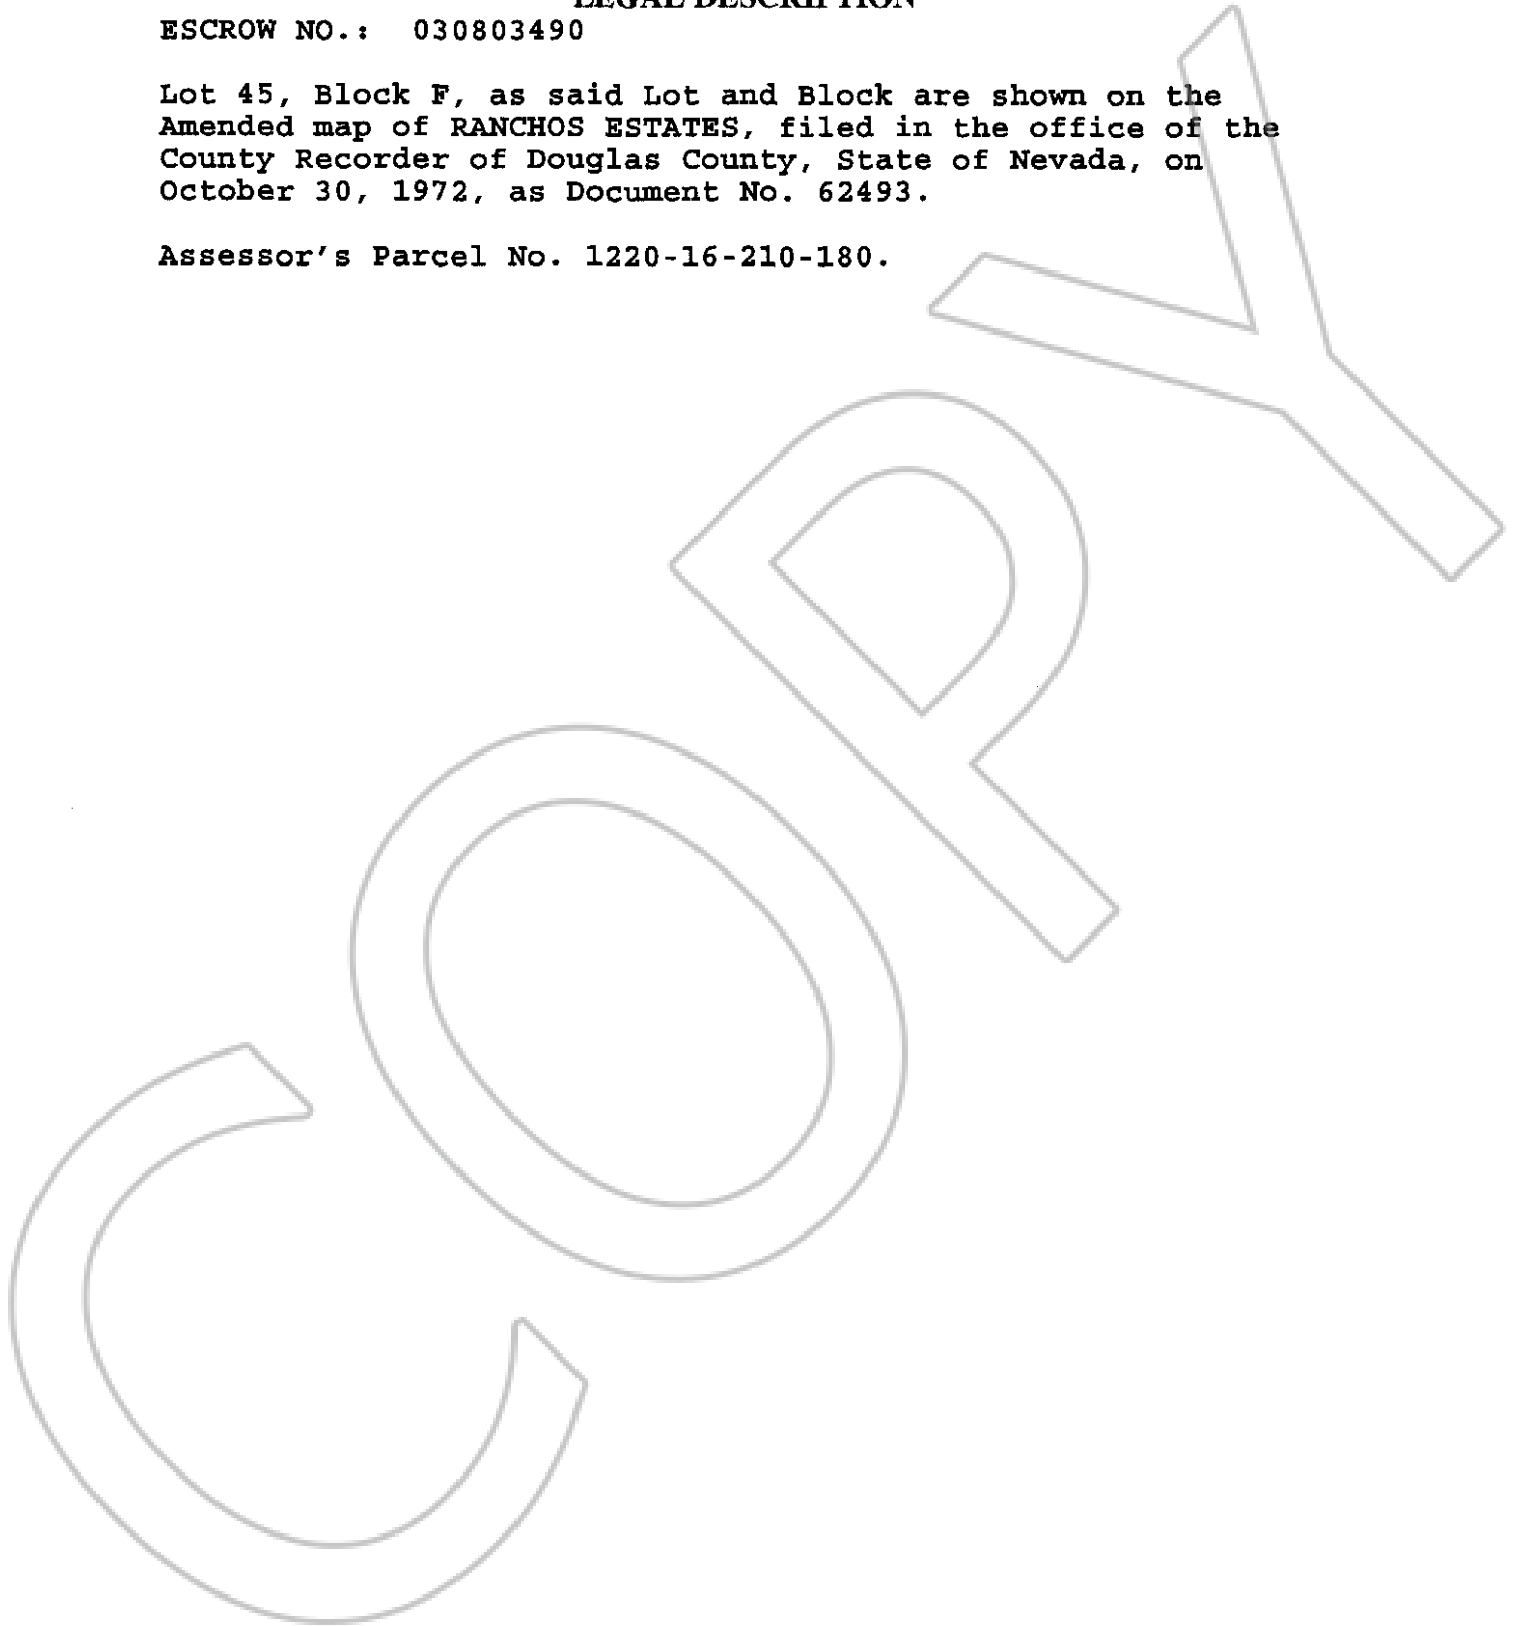 LEGAL DESCRIPTION
ESCROW NO.: 030803490
Lot 45, Block F, as said Lot and Block are shown on the
Amended map of RANCHOS ESTATES, filed in the office of the
County Recorder of Douglas County, State of Nevada, on
October 30, 1972, as Document No. 62493.
Assessor's Parcel No. 1220-16-210-180.
COPY